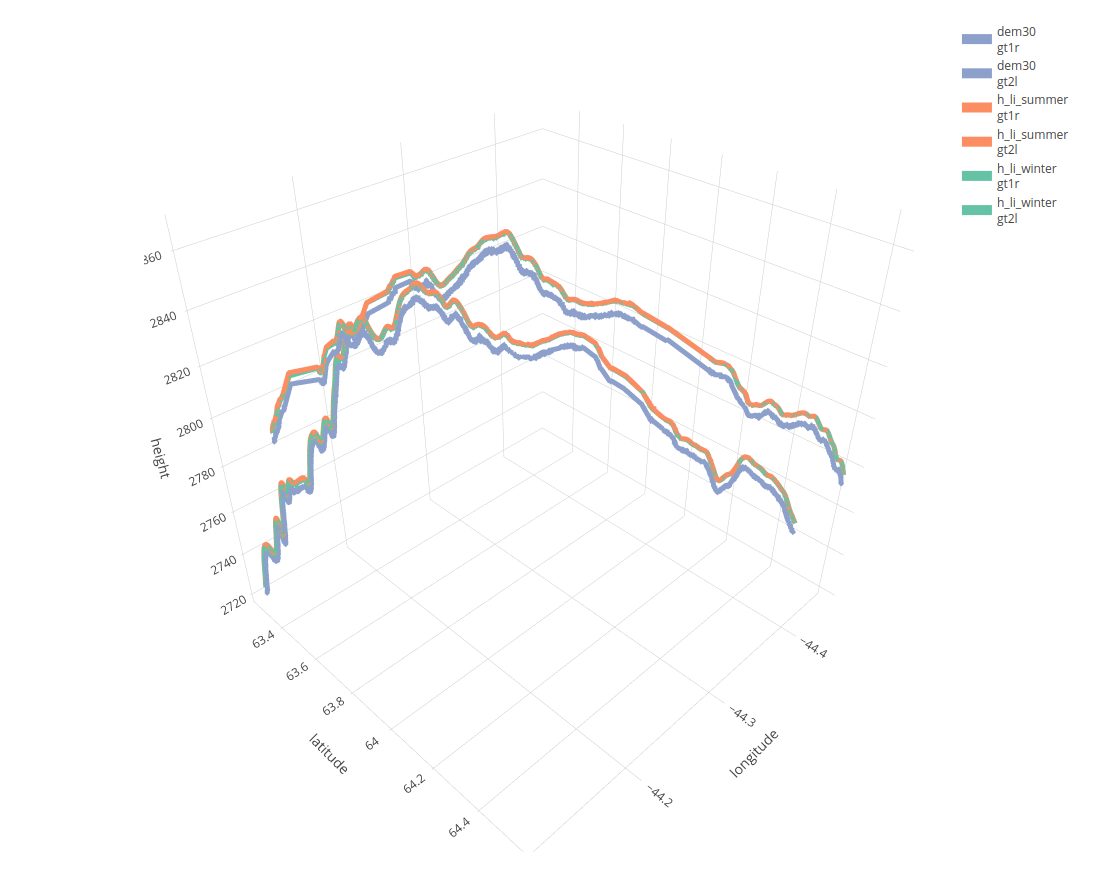 dem30
gt1r
dem30
gt2l
h_li_summer
gt1r
h_li_summer
gt2l
h_li_winter
gt1r
h_li_winter
gt2l
360
2840
2820
2800
2780
2760
2740
2720
height
63.4
63.6
63.8
64
64.2
64.4
latitude
−44.4
−44.3
−44.2
longitude